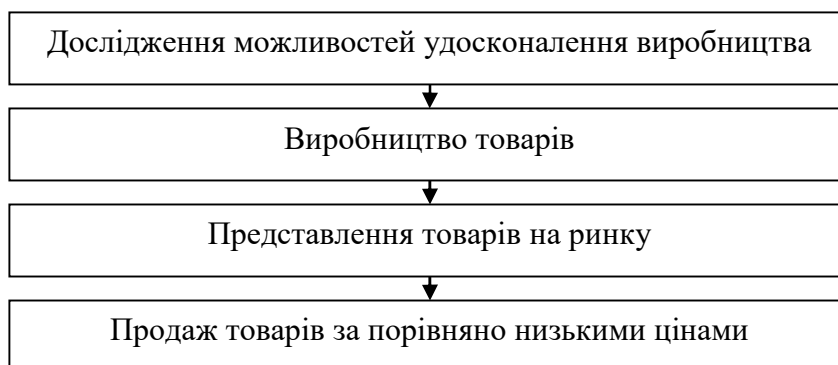 Дослідження можливостей удосконалення виробництва
Виробництво товарів
Представлення товарів на ринку
Продаж товарів за порівняно низькими цінами